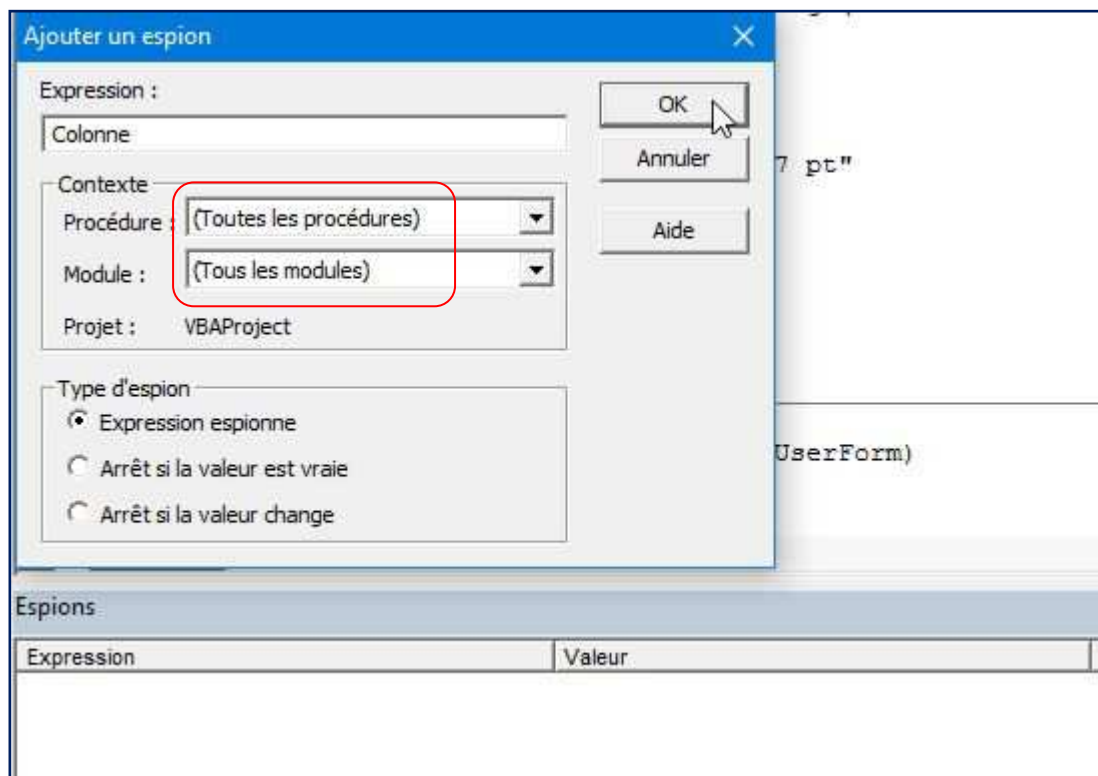 Ajouter un espion
Expression :
OK
Colonne
Annuler
7 pt"
Contexte
Procédure : (Toutes les procédures)
Aide
Module : (Tous les modules)
Projet : VBAProject
Type d'espion
Expression espionne
UserForm)
Arrêt si la valeur est vraie
Arrêt si la valeur change
Espions
Expression Valeur